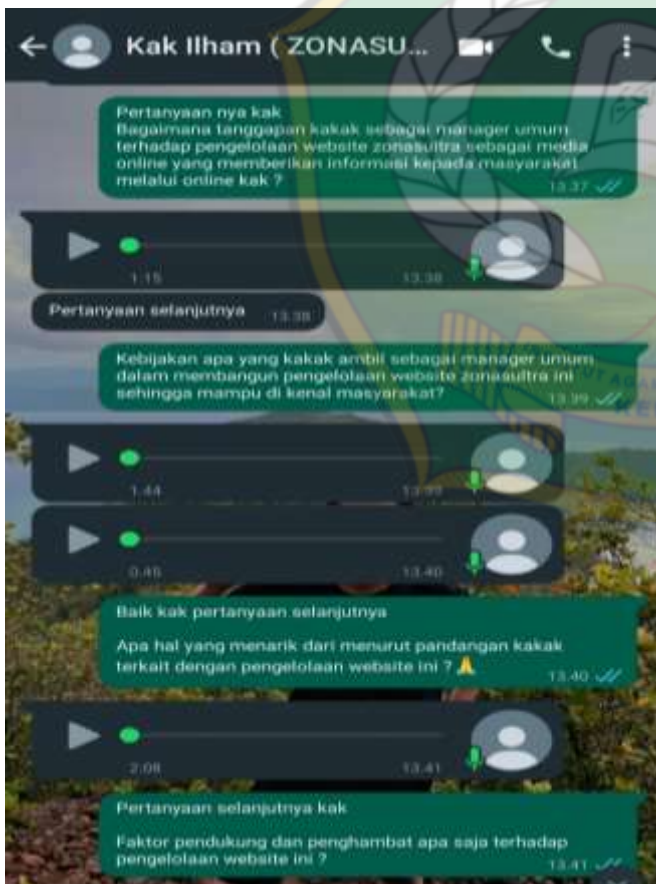 Kak Ilham ( ZONASU...
Pertanyaan nya kak
Bagaimana tanggapan kakak sebagai manager umum
terhadap pengelolaan website zonasultra sebagai media
online yang memberikan informasi kepada masyarakat
melalui online kak ?
13.37
1.15 13.38
Pertanyaan selanjutnya 13.38
Kebijakan apa yang kakak ambil sebagai manager umum
dalam membangun pengelolaan website zonasultra ini
sehingga mampu di kenal masyarakat?
13.39
1.44 13.39
0.45 13.40
Baik kak pertanyaan selanjutnya
Apa hal yang menarik dari menurut pandangan kakak
terkait dengan pengelolaan website ini ? 🙏
13.40
2.08 13.41
Pertanyaan selanjutnya kak
Faktor pendukung dan penghambat apa saja terhadap
pengelolaan website ini ?
13.41